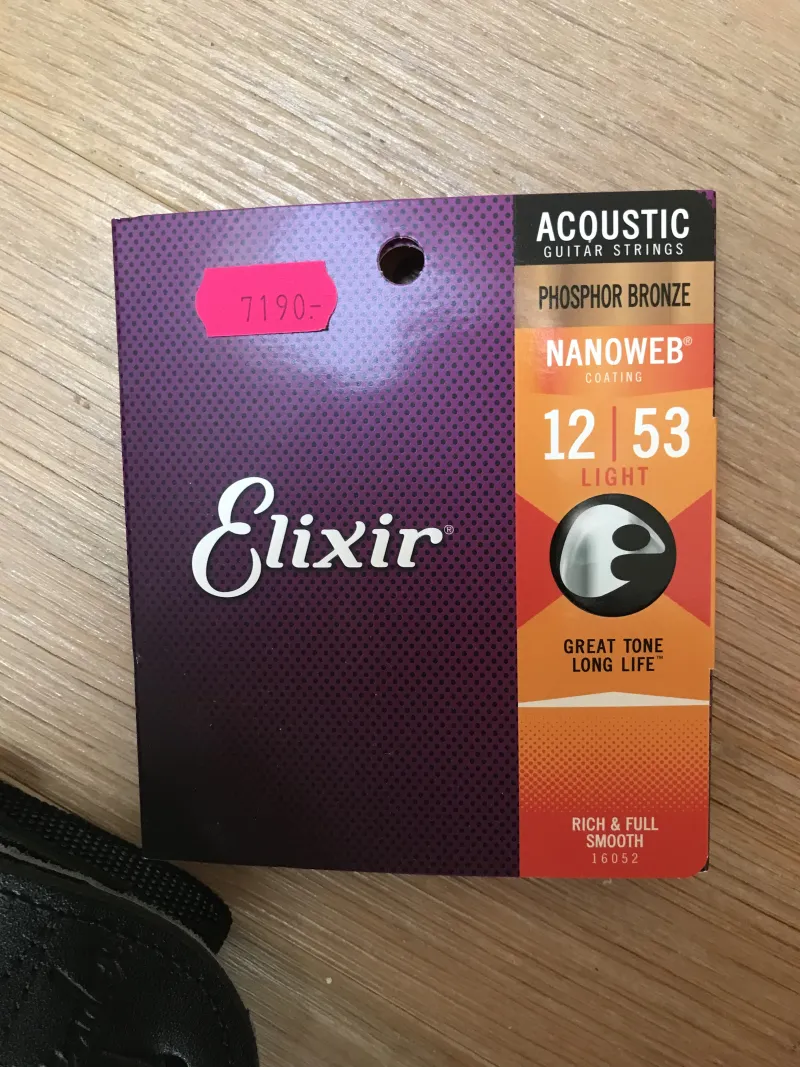 7190.-
Elixir®
ACOUSTIC
GUITAR STRINGS
PHOSPHOR BRONZE
NANOWEB®
COATING
12 | 53
LIGHT
GREAT TONE
LONG LIFE™
RICH & FULL
SMOOTH
16052